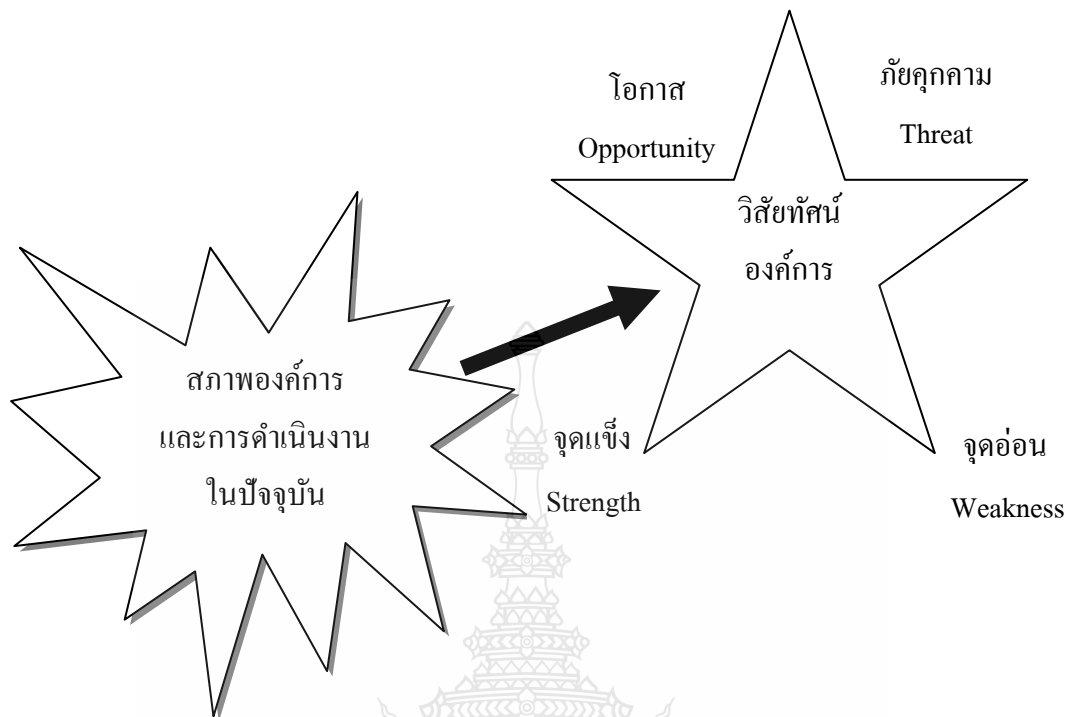 โอกาส
Opportunity
ภัยคุกคาม
Threat
วิสัยทัศน์
องค์การ
สภาพองค์การ
และการดำเนินงาน
ในปัจจุบัน
จุดแข็ง
Strength
จุดอ่อน
Weakness